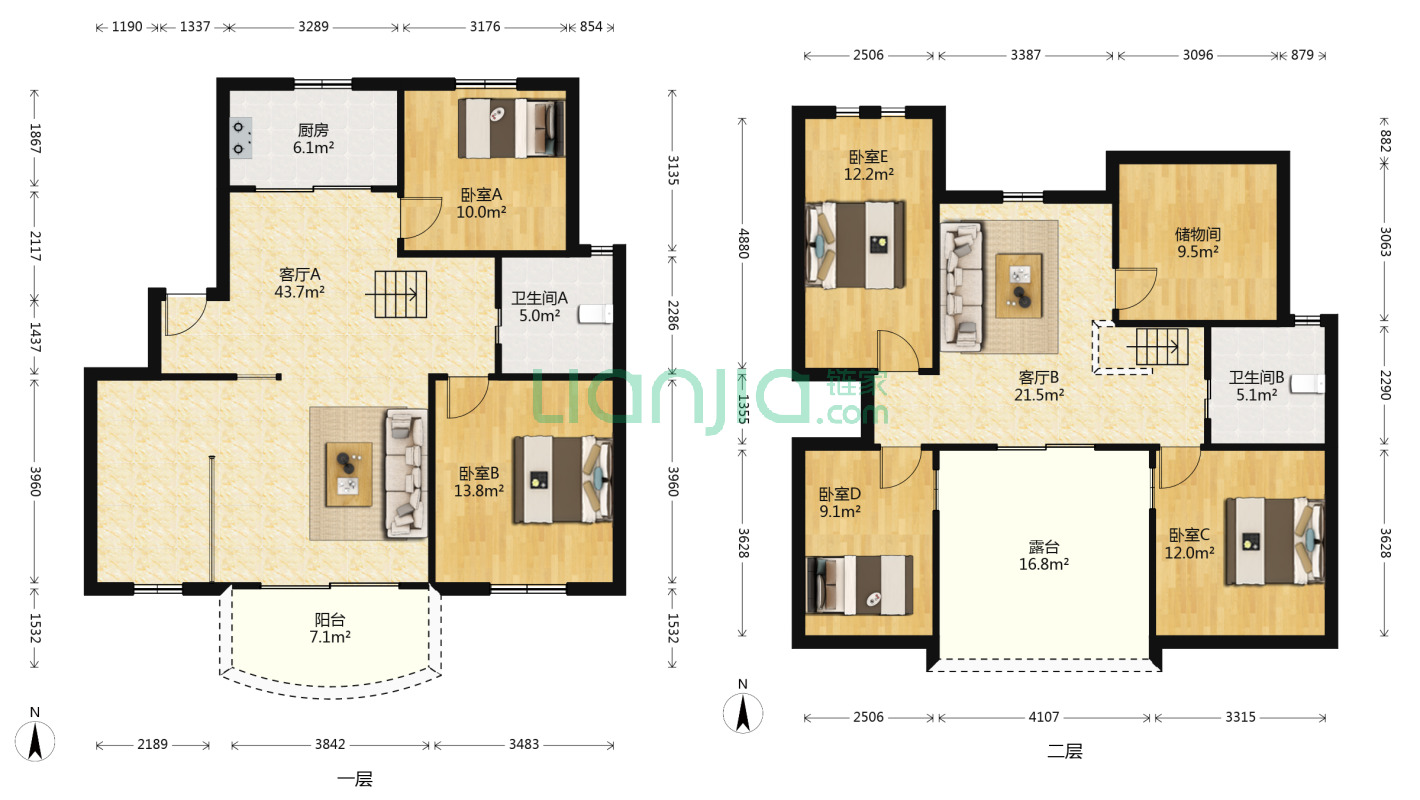 1190
1337
3289
3176
854
1867
2117
1437
3960
1532
3135
2286
3960
1532
厨房
6.1m²
卧室A
10.0m²
客厅A
43.7m²
卫生间A
5.0m²
卧室B
13.8m²
阳台
7.1m²
N
2189
3842
3483
一层
Lianjia 链家
.com
2506
3387
3096
879
4880
1355
3628
882
3063
2290
3628
卧室E
12.2m²
储物间
9.5m²
客厅B
21.5m²
卫生间B
5.1m²
卧室D
9.1m²
露台
16.8m²
卧室C
12.0m²
N
2506
4107
3315
二层